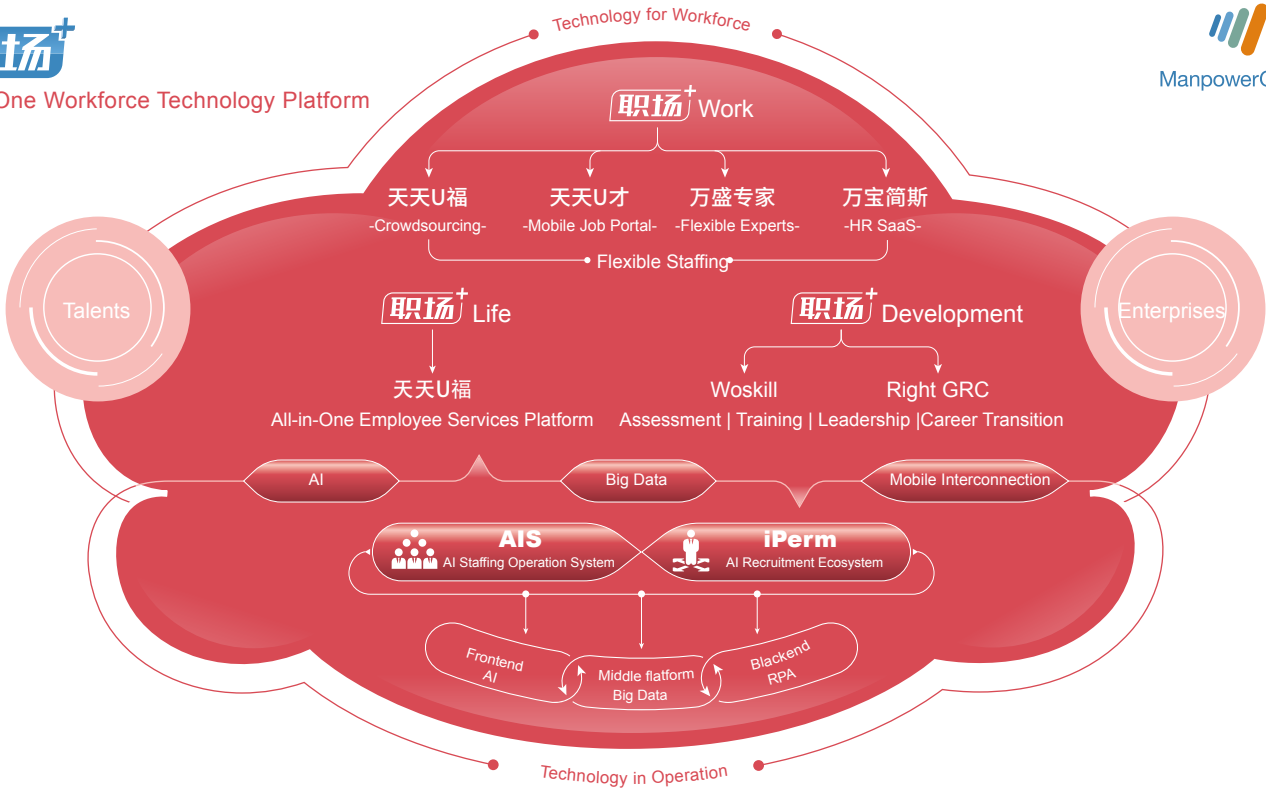 Technology for Workforce
场+
One Workforce Technology Platform
职场+ Work
天天U福
-Crowdsourcing-
天天U才
-Mobile Job Portal-
万盛专家
-Flexible Experts-
万宝简斯
-HR SaaS-
Flexible Staffing
Talents
Enterprises
职场+ Life
天天U福
All-in-One Employee Services Platform
职场+ Development
Woskill
Right GRC
Assessment | Training | Leadership |Career Transition
AI
Big Data
Mobile Interconnection
AIS
AI Staffing Operation System
iPerm
AI Recruitment Ecosystem
Frontend
AI
Middle flatform
Big Data
Blackend
RPA
Technology in Operation